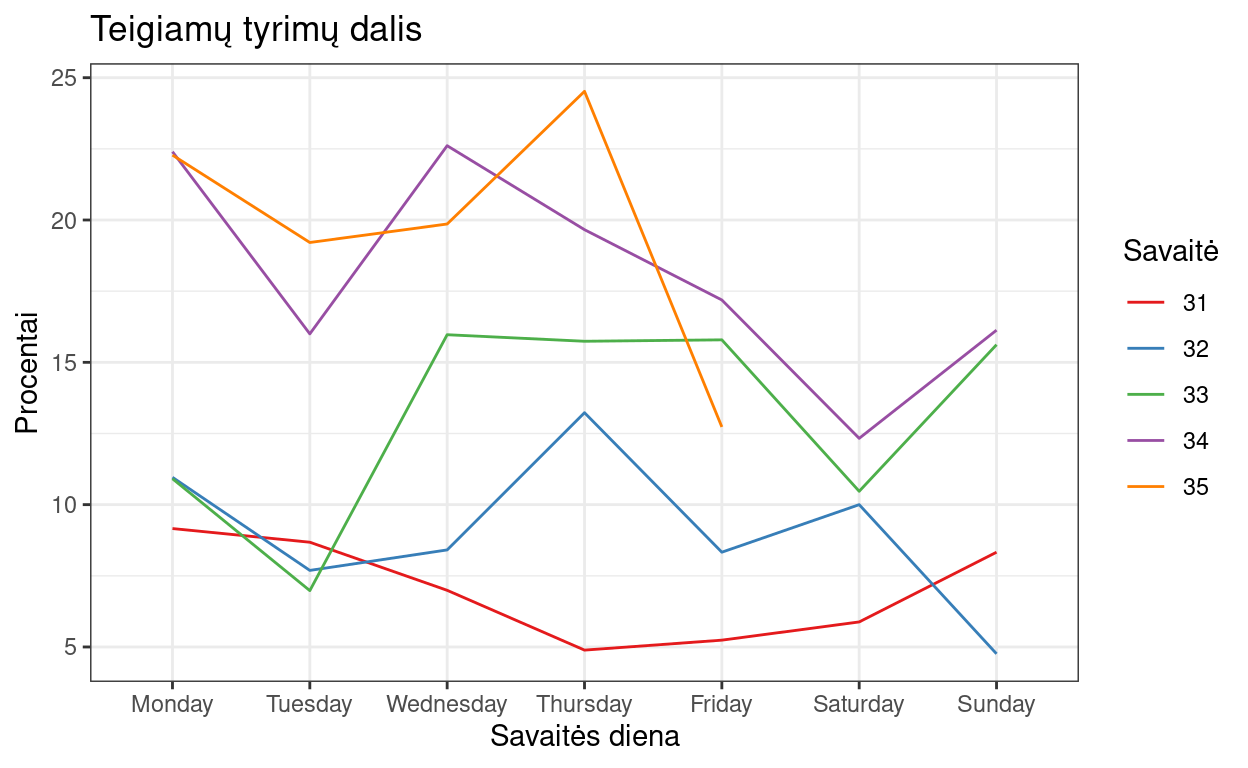 Teigiamų tyrimų dalis
25
20
15
10
5
Procentai
Monday Tuesday Wednesday Thursday Friday Saturday Sunday
Savaitės diena
Savaitė
31
32
33
34
35